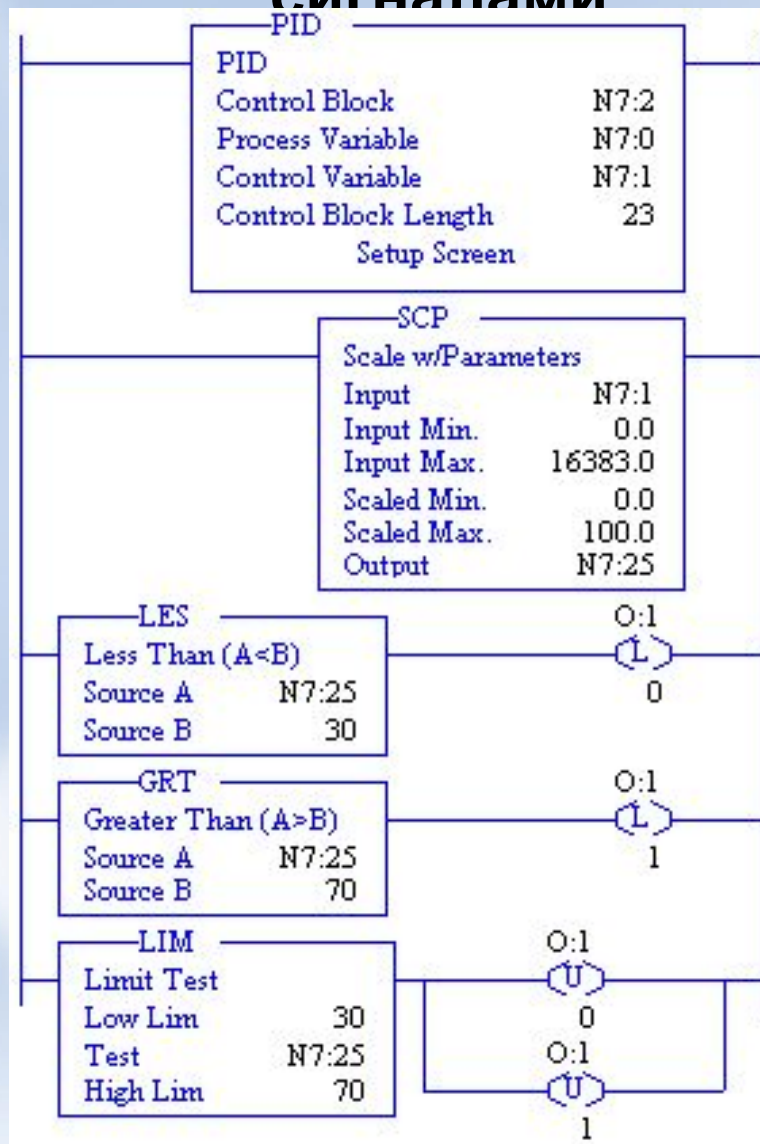 сигналами
PID
PID
Control Block N7:2
Process Variable N7:0
Control Variable N7:1
Control Block Length 23
Setup Screen
SCP
Scale w/Parameters
Input N7:1
Input Min. 0.0
Input Max. 16383.0
Scaled Min. 0.0
Scaled Max. 100.0
Output N7:25
LES
Less Than (A<B)
Source A N7:25
Source B 30
O:1
L
0
GRT
Greater Than (A>B)
Source A N7:25
Source B 70
O:1
L
1
LIM
Limit Test
Low Lim 30
Test N7:25
High Lim 70
O:1
U
0
O:1
U
1